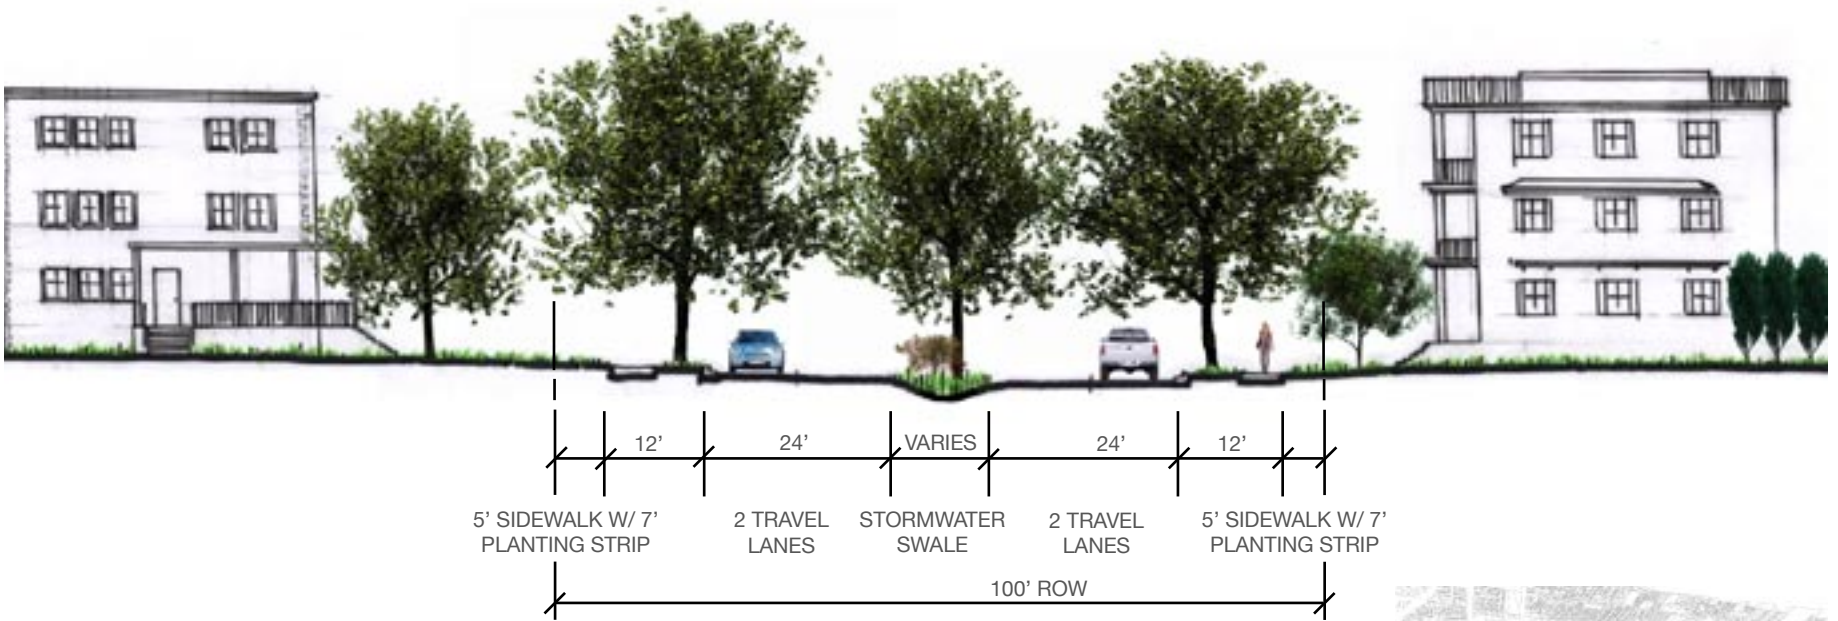 12’ 24’ VARIES 24’ 12’
5’ SIDEWALK W/ 7’
PLANTING STRIP
2 TRAVEL
LANES
STORMWATER
SWALE
2 TRAVEL
LANES
5’ SIDEWALK W/ 7’
PLANTING STRIP
100’ ROW